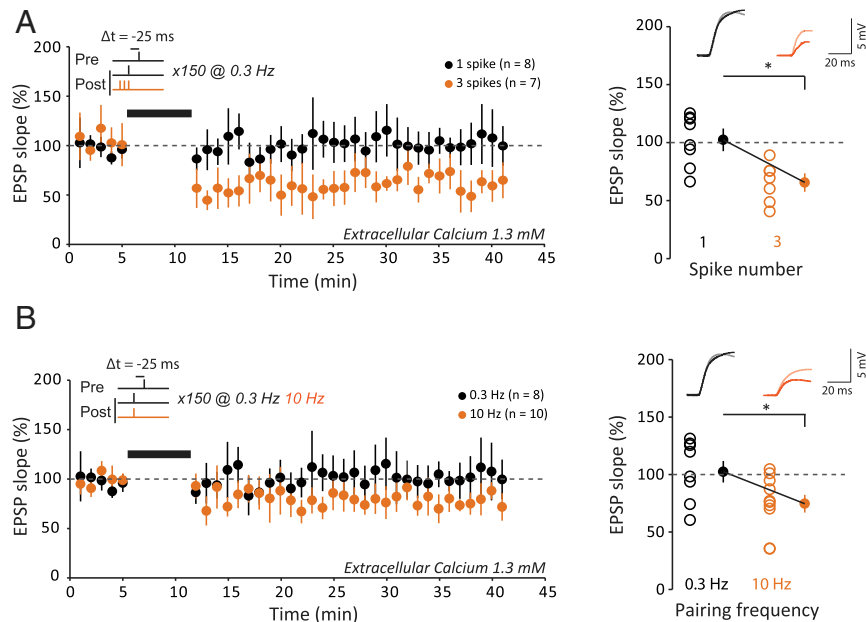 A
Δt = -25 ms
Pre
Post
x150 @ 0.3 Hz
1 spike (n = 8)
3 spikes (n = 7)
EPSP slope (%)
200
150
100
50
0
Extracellular Calcium 1.3 mM
0 5 10 15 20 25 30 35 40 45
Time (min)
5 mV
20 ms
*
EPSP slope (%)
200
150
100
50
0
1 3
Spike number
B
Δt = -25 ms
Pre
Post
x150 @ 0.3 Hz 10 Hz
0.3 Hz (n = 8)
10 Hz (n = 10)
EPSP slope (%)
200
150
100
50
0
Extracellular Calcium 1.3 mM
0 5 10 15 20 25 30 35 40 45
Time (min)
5 mV
20 ms
*
EPSP slope (%)
200
150
100
50
0
0.3 Hz 10 Hz
Pairing frequency